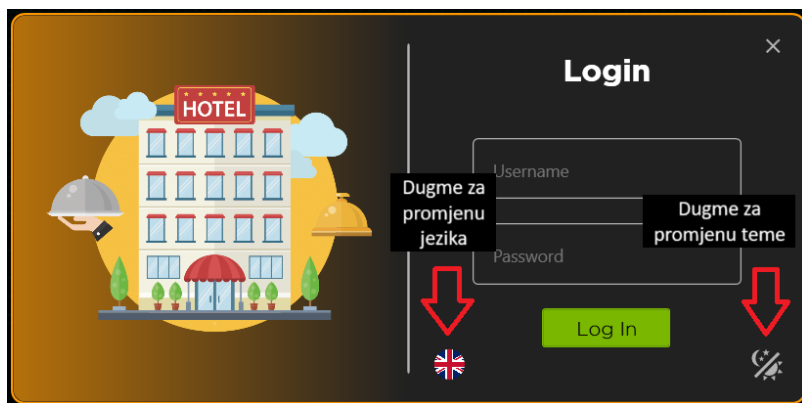 HOTEL
Login
Username
Dugme za
promjenu
jezika
Dugme za
promjenu teme
Password
Log In